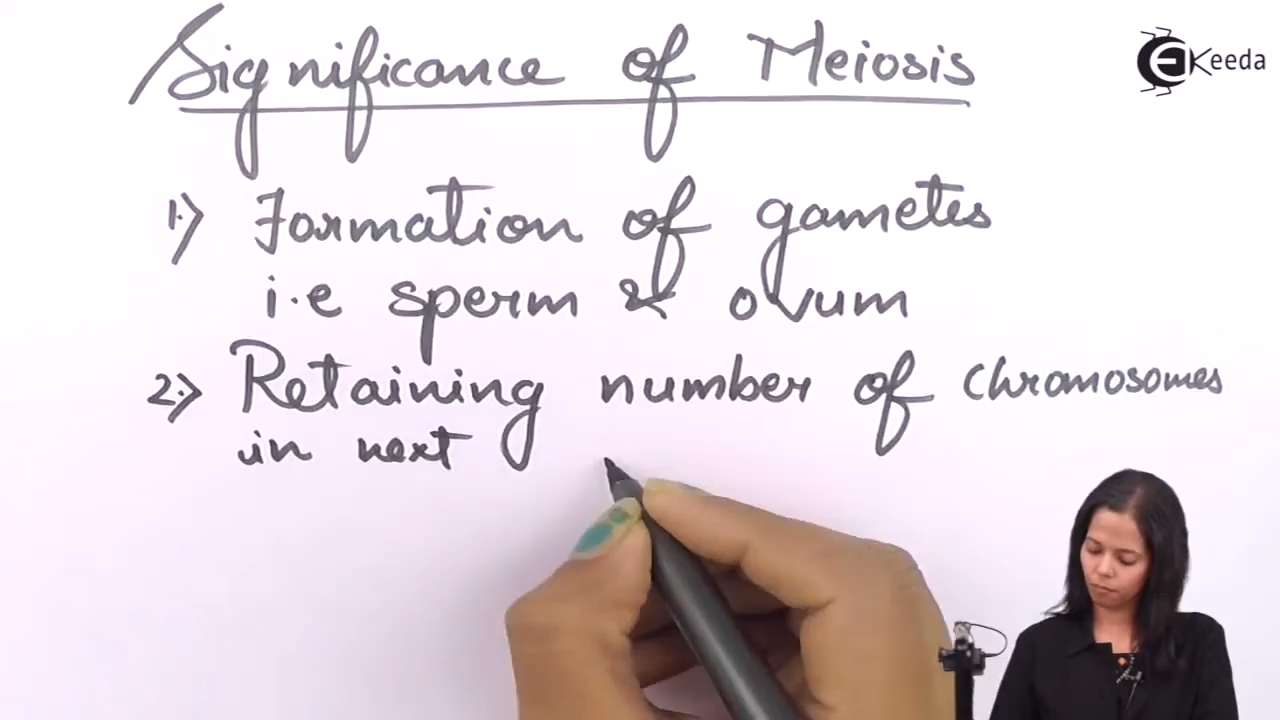 Significance of Meiosis
EKeeda
1.) Formation of gametes
i.e sperm & ovum
2.) Retaining number of chromosomes
in next